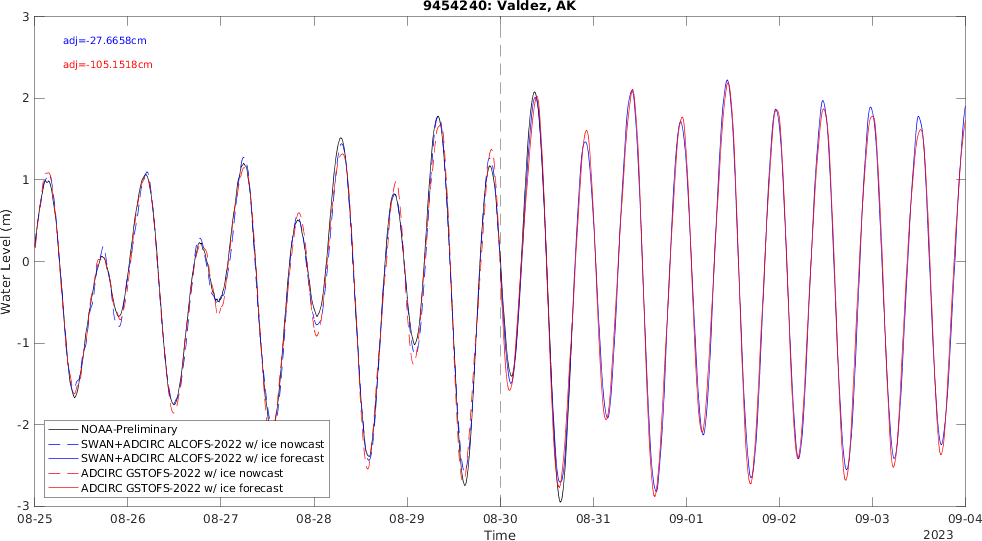 9454240: Valdez, AK
3
adj=-27.6658cm
adj=-105.1518cm
2
1
0
-1
-2
-3
Water Level (m)
NOAA-Preliminary
SWAN+ADCIRC ALCOFS-2022 w/ ice nowcast
SWAN+ADCIRC ALCOFS-2022 w/ ice forecast
ADCIRC GSTOFS-2022 w/ ice nowcast
ADCIRC GSTOFS-2022 w/ ice forecast
08-25 08-26 08-27 08-28 08-29 08-30 08-31 09-01 09-02 09-03 09-04
Time
2023